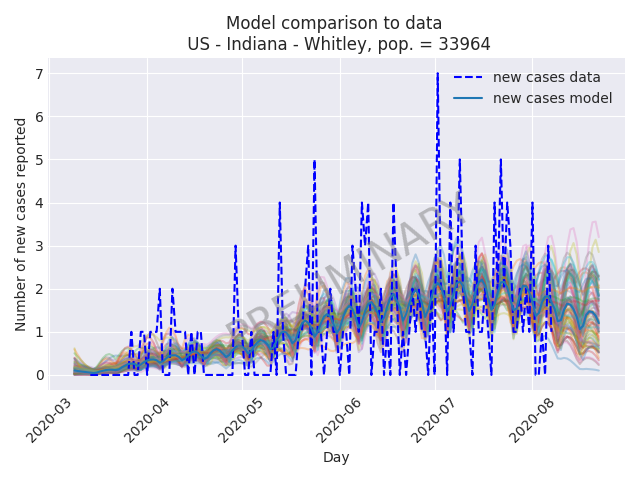 Model comparison to data
US - Indiana - Whitley, pop. = 33964
7
6
5
4
3
2
1
0
Number of new cases reported
new cases data
new cases model
PRELIMINARY
2020-03
2020-04
2020-05
2020-06
2020-07
2020-08
Day